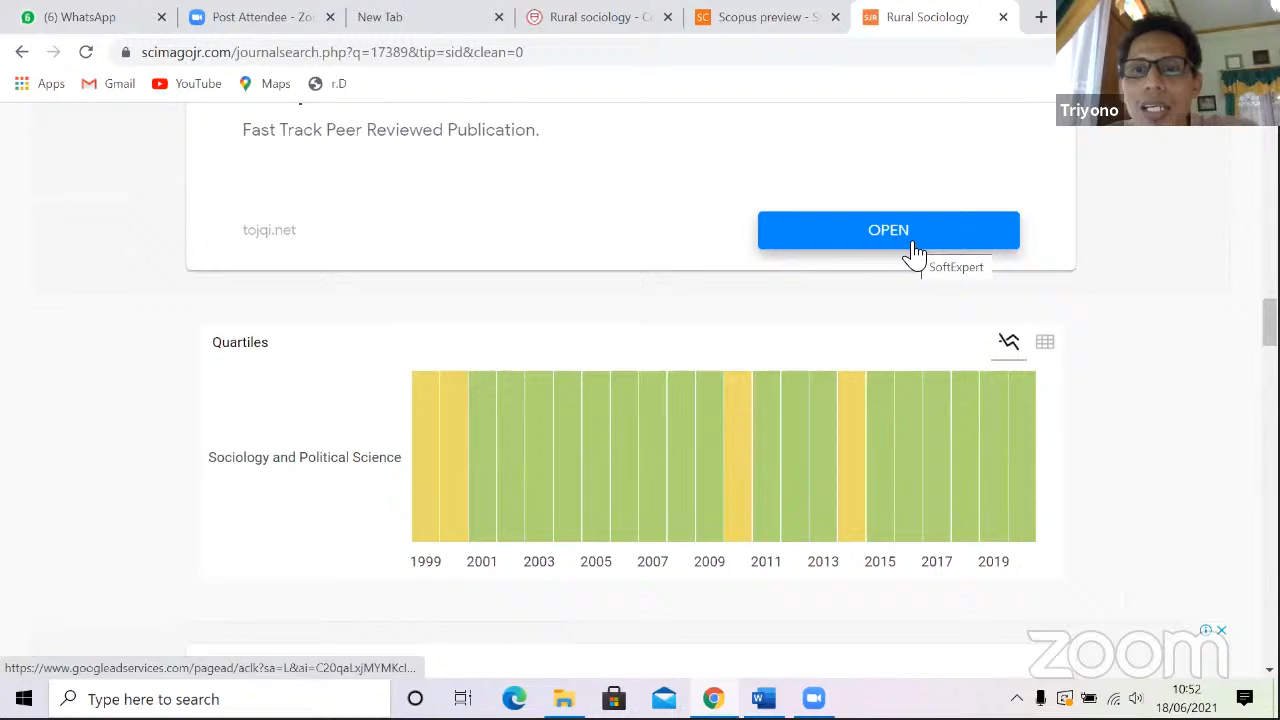 (6) WhatsApp
Post Attendee - Zo
New Tab
Rural sociology - C
SC Scopus preview - S
SJR Rural Sociology
scimagojr.com/journalsearch.php?q=17389&tip=sid&clean=0
Apps Gmail YouTube Maps r.D
Triyono
Fast Track Peer Reviewed Publication.
tojqi.net
OPEN
SoftExpert
Quartiles
Sociology and Political Science
1999 2001 2003 2005 2007 2009 2011 2013 2015 2017 2019
zoom
https://www.googleadservices.com/pagead/aclk?sa=L&ai=C20qaLxjMYMKcl...
Type here to search
10:52
18/06/2021